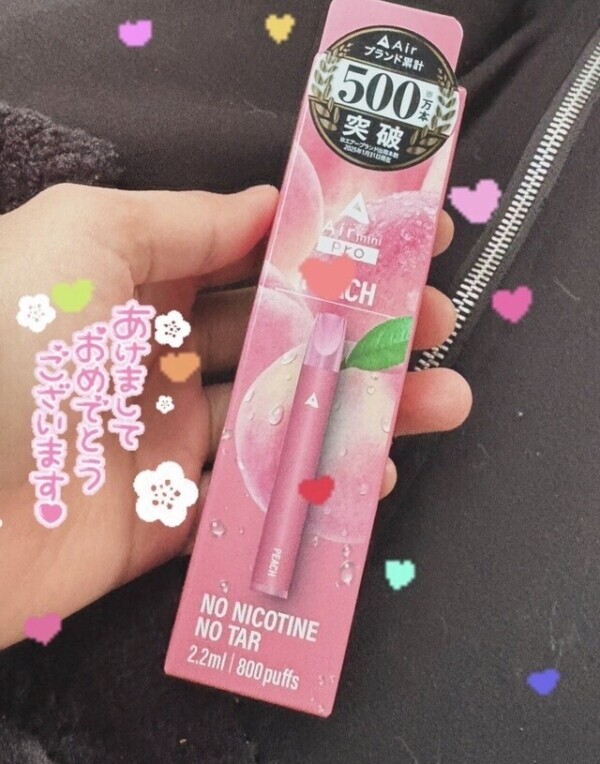 Air
ブランド累計
500万本
突破
Air mini
pro
PEACH
NO NICOTINE
NO TAR
2.2ml | 800puffs
あけまして
おめでとう
ございます